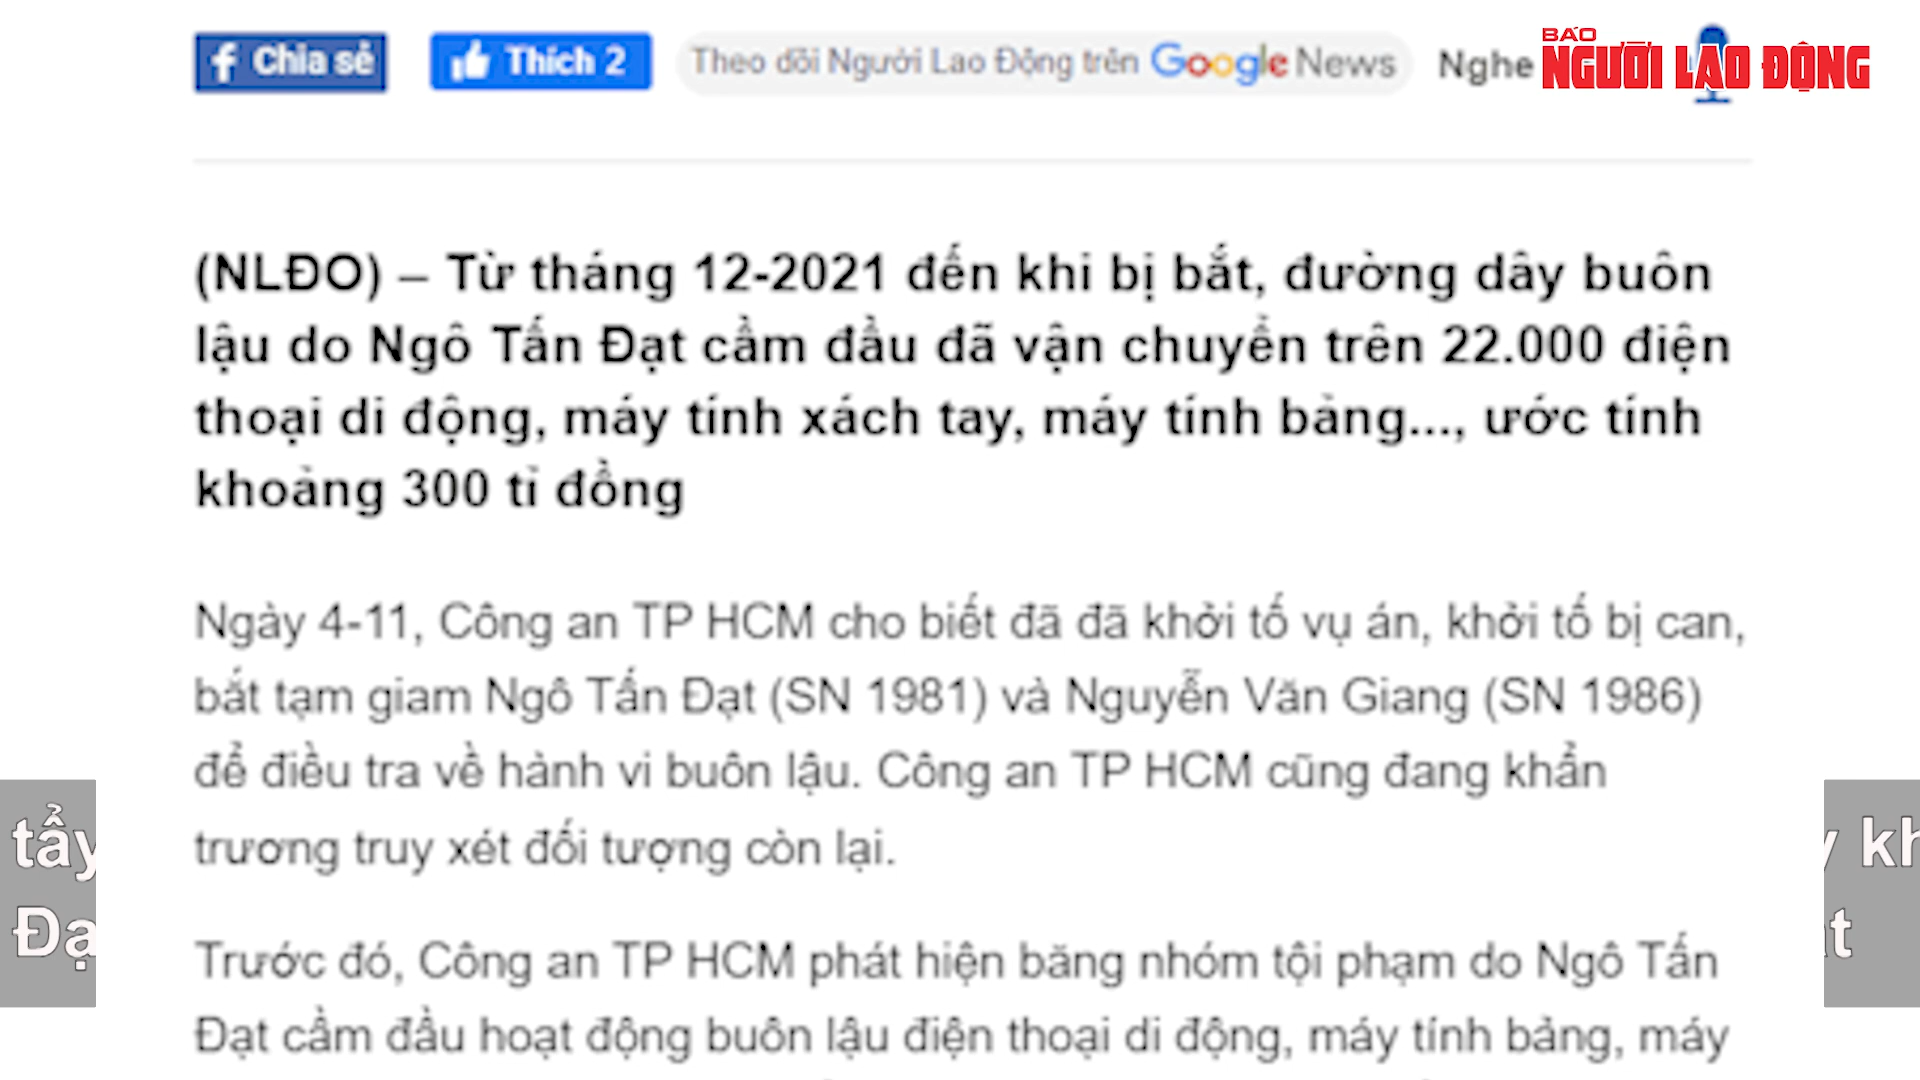 Chia sẻ
Thích 2
Theo dõi Người Lao Động trên Google News
Nghe
BÁO
NGƯỜI LAO ĐỘNG
(NLĐO) – Từ tháng 12-2021 đến khi bị bắt, đường dây buôn
lậu do Ngô Tấn Đạt cầm đầu đã vận chuyển trên 22.000 điện
thoại di động, máy tính xách tay, máy tính bảng..., ước tính
khoảng 300 tỉ đồng
Ngày 4-11, Công an TP HCM cho biết đã đã khởi tố vụ án, khởi tố bị can,
bắt tạm giam Ngô Tấn Đạt (SN 1981) và Nguyễn Văn Giang (SN 1986)
để điều tra về hành vi buôn lậu. Công an TP HCM cũng đang khẩn
trương truy xét đối tượng còn lại.
Trước đó, Công an TP HCM phát hiện băng nhóm tội phạm do Ngô Tấn
Đạt cầm đầu hoạt động buôn lậu điện thoại di động, máy tính bảng, máy
tẩy
Đạ